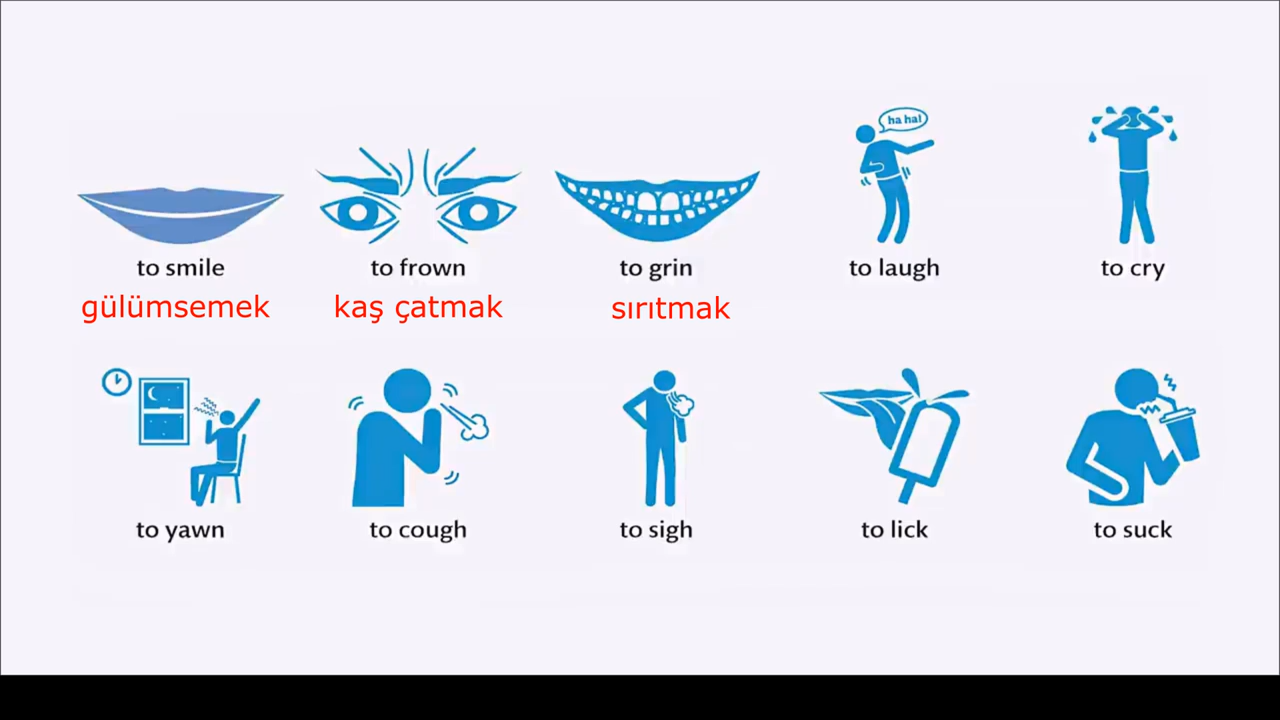 ha ha!
to smile
to frown
to grin
to laugh
to cry
gülümsemek
kaş çatmak
sırıtmak
to yawn
to cough
to sigh
to lick
to suck